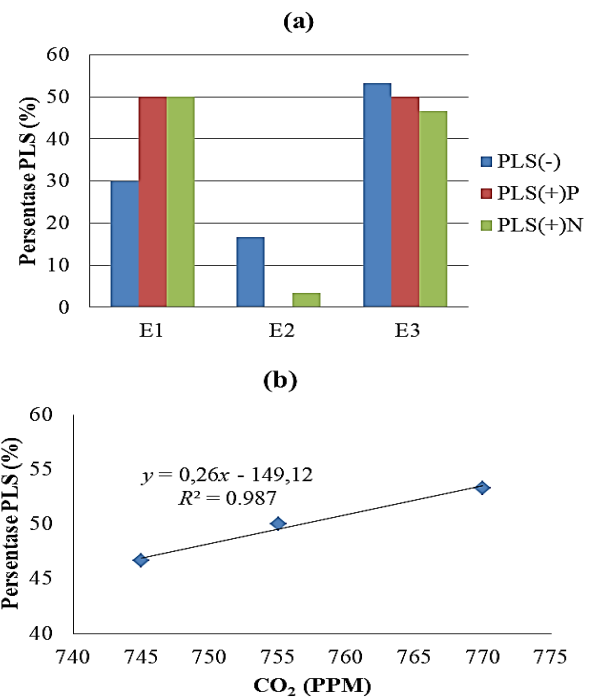 (a)
Persentase PLS (%)
60
50
40
30
20
10
0
E1 E2 E3
PLS(-)
PLS(+)P
PLS(+)N
(b)
Persentase PLS (%)
60
55
50
45
40
y = 0,26x - 149,12
R² = 0.987
740 745 750 755 760 765 770 775
CO₂ (PPM)